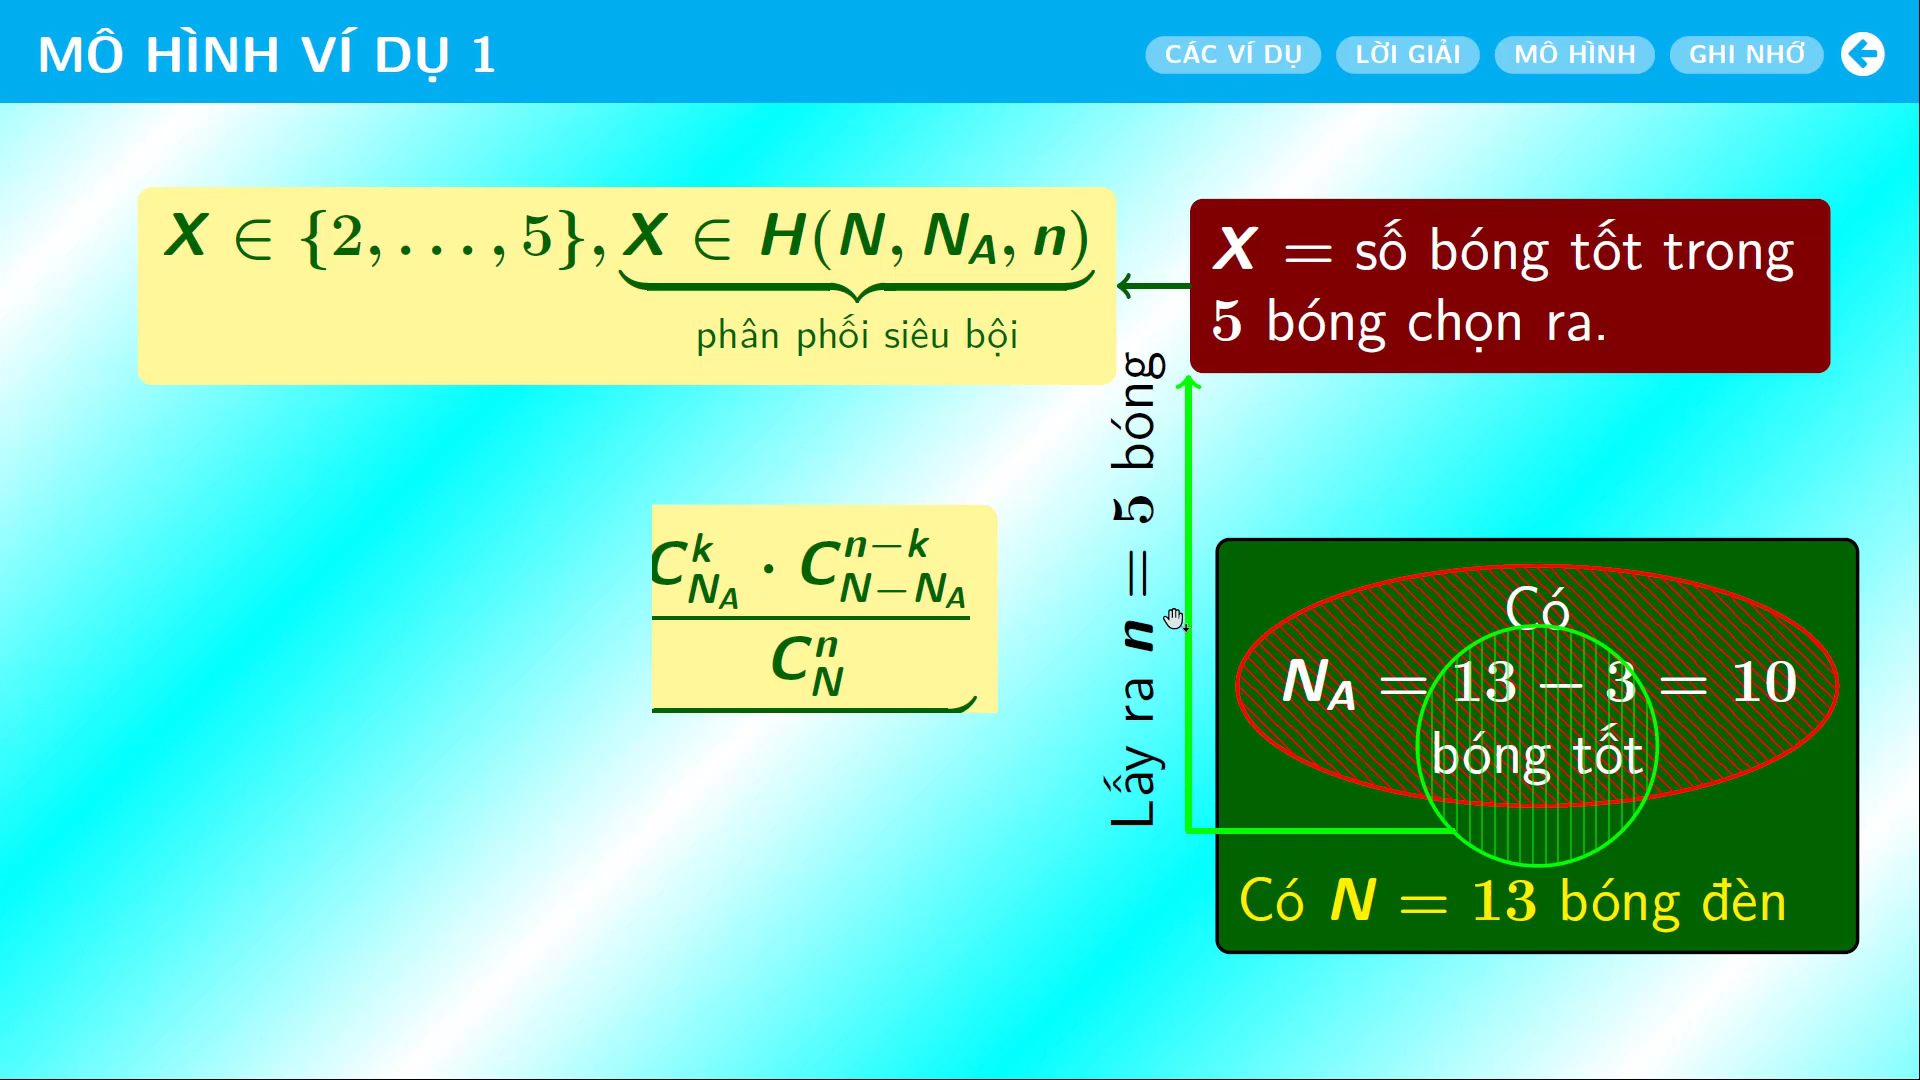 MÔ HÌNH VÍ DỤ 1
CÁC VÍ DỤ
LỜI GIẢI
MÔ HÌNH
GHI NHỚ
X ∈ {2, . . . , 5}, X ∈ H(N, N_A, n)
phân phối siêu bội
X = số bóng tốt trong
5 bóng chọn ra.
Lấy ra n = 5 bóng
C^k_{N_A} · C^{n−k}_{N−N_A}
C^n_N
Có
N_A = 13 − 3 = 10
bóng tốt
Có N = 13 bóng đèn